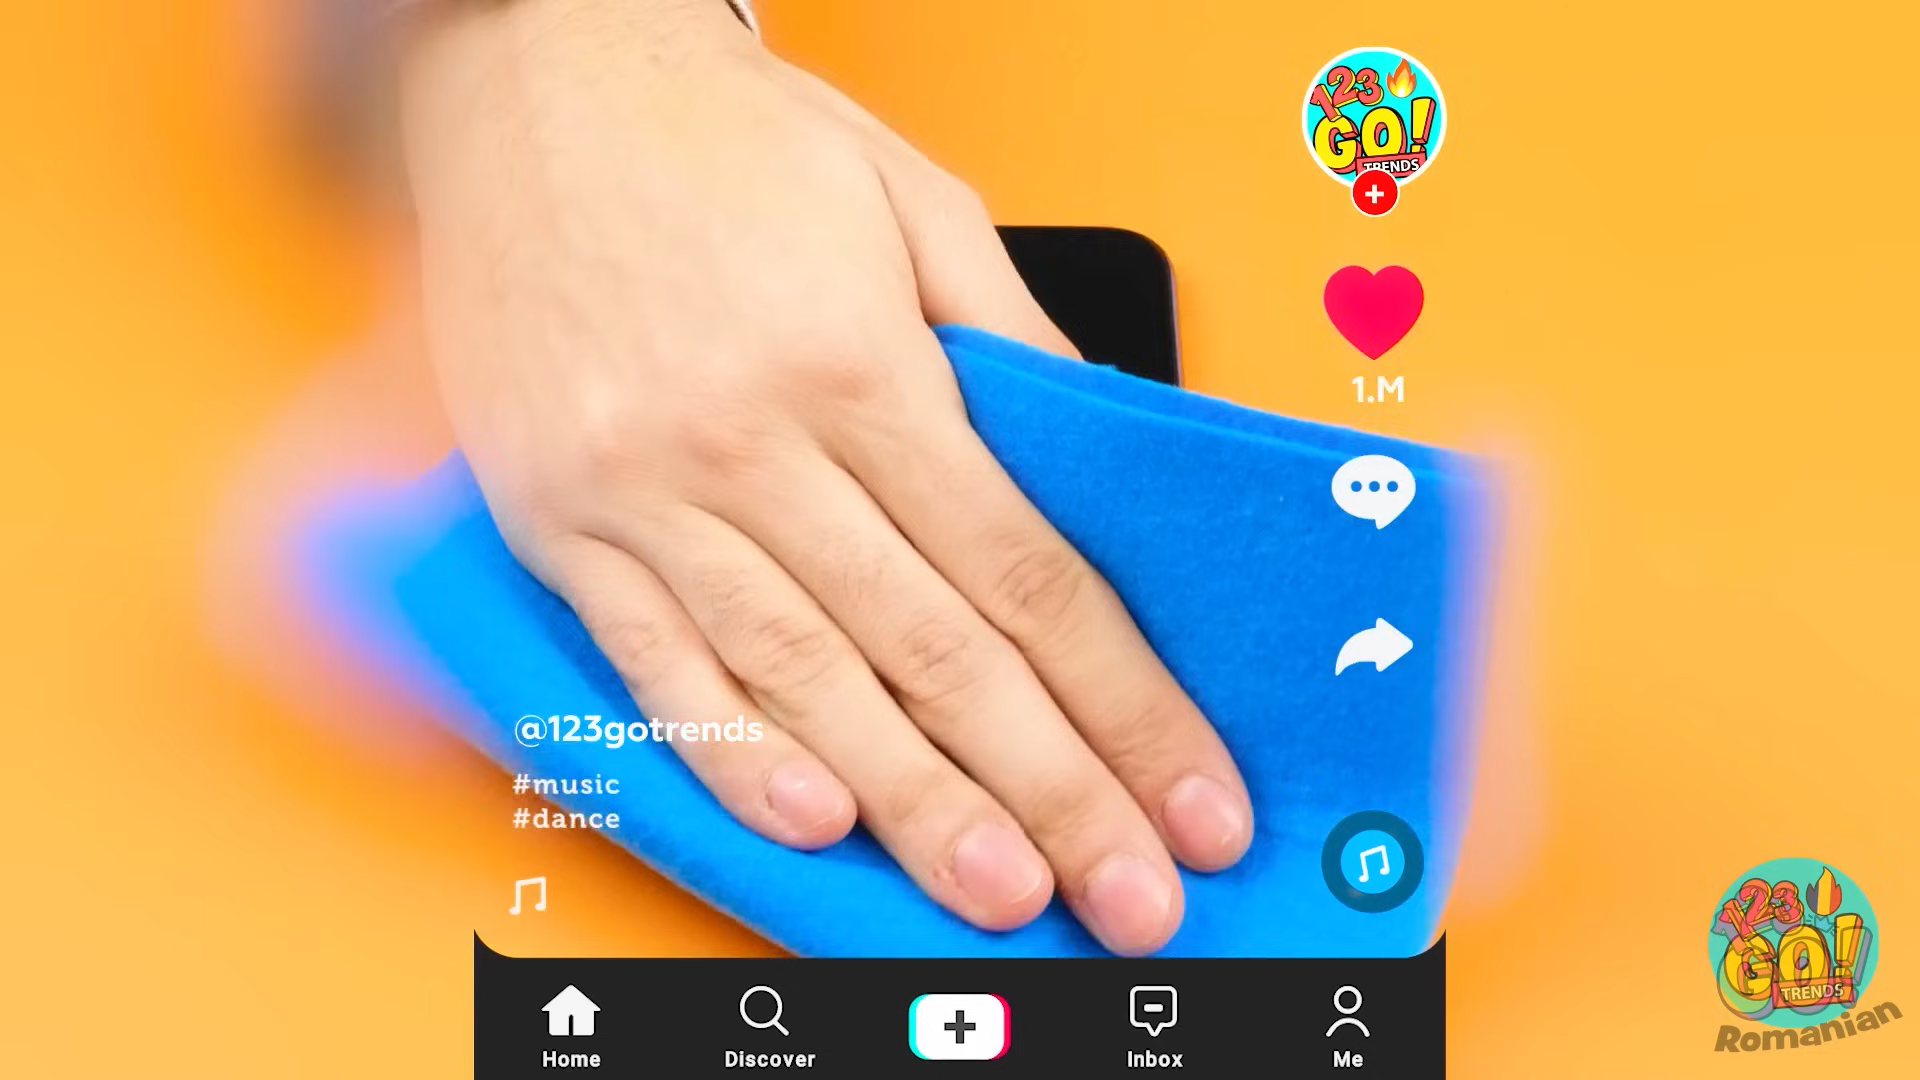 123
GO!
TRENDS
1.M
@123gotrends
#music
#dance
Home
Discover
Inbox
Me
123
GO!
TRENDS
Romanian